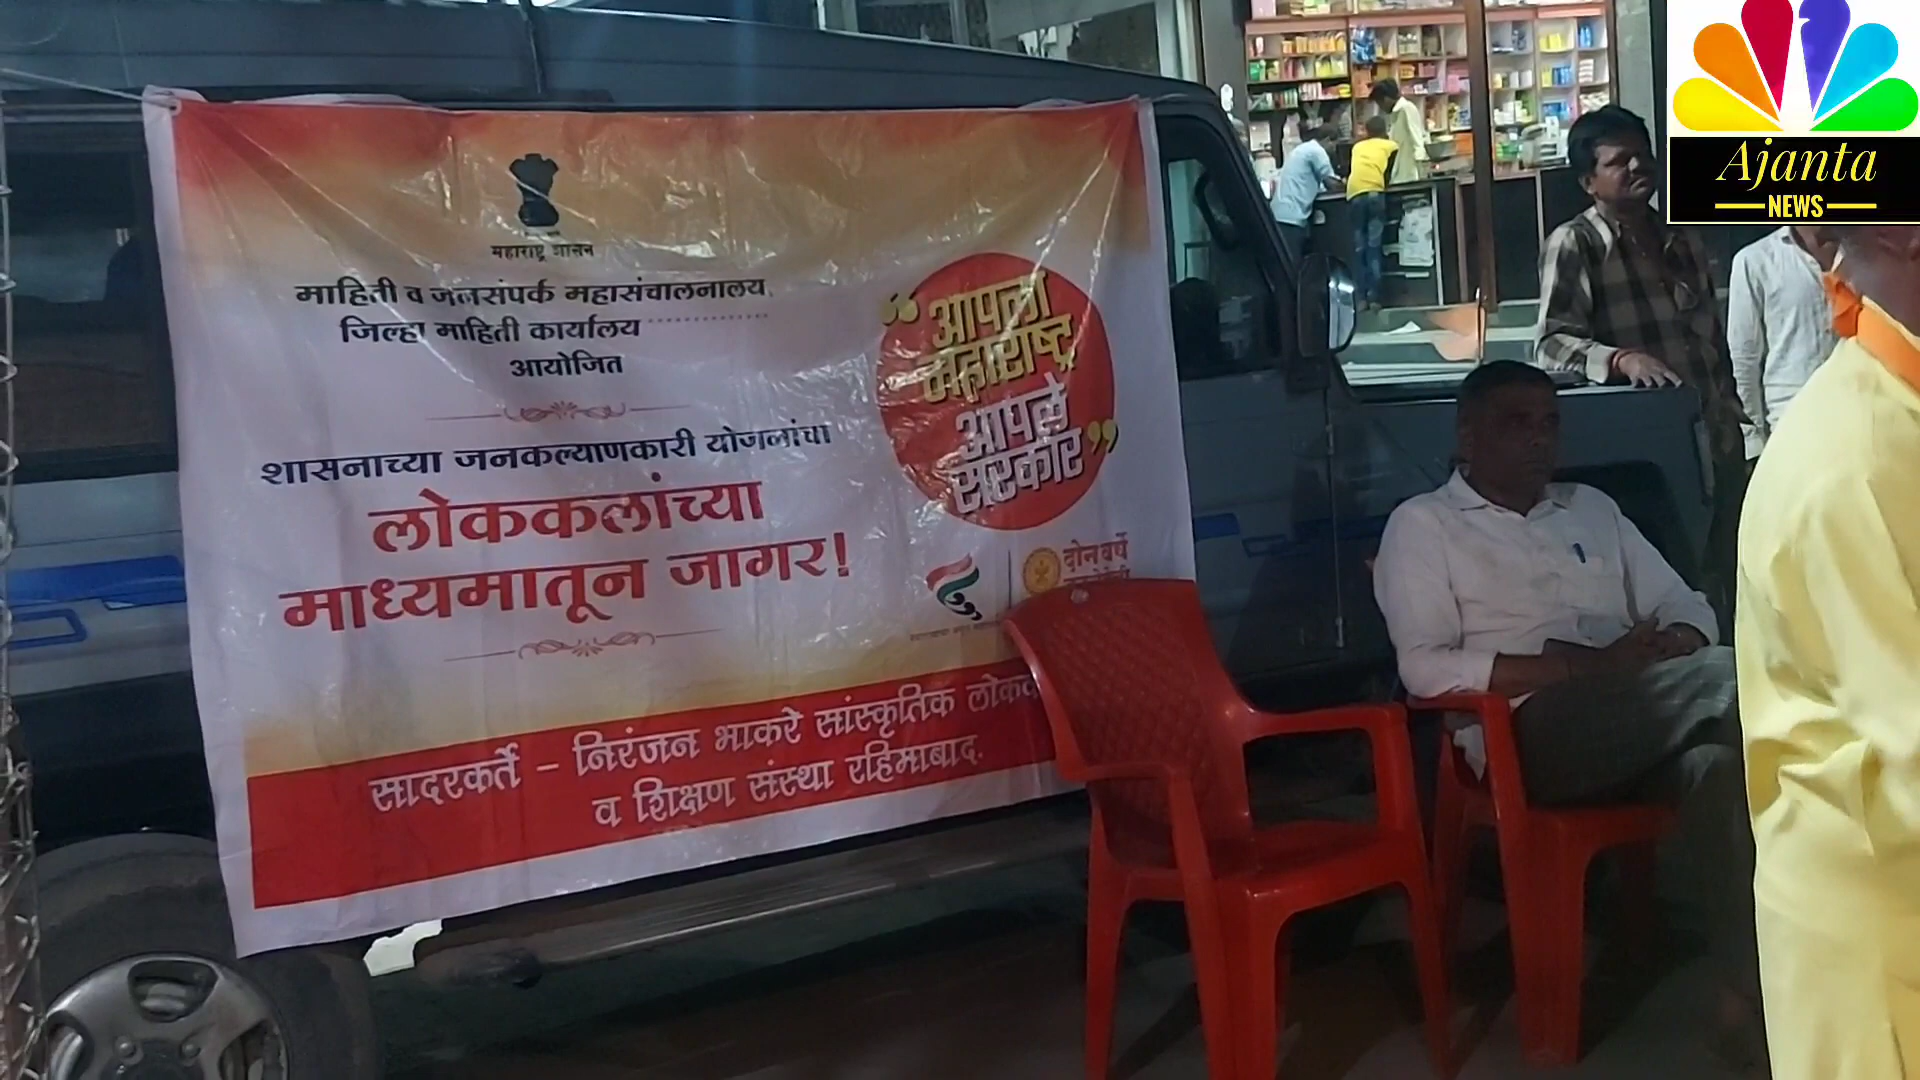 महाराष्ट्र शासन
माहिती व जनसंपर्क महासंचालनालय,
जिल्हा माहिती कार्यालय ..............
आयोजित
शासनाच्या जनकल्याणकारी योजनांचा
लोककलांच्या
माध्यमातून जागर!
“आपला
महाराष्ट्र
आपले
सरकार”
दोन वर्षे
सादरकर्ते – निरंजन भाकरे सांस्कृतिक
व शिक्षण संस्था रहिमाबाद.
Ajanta
NEWS